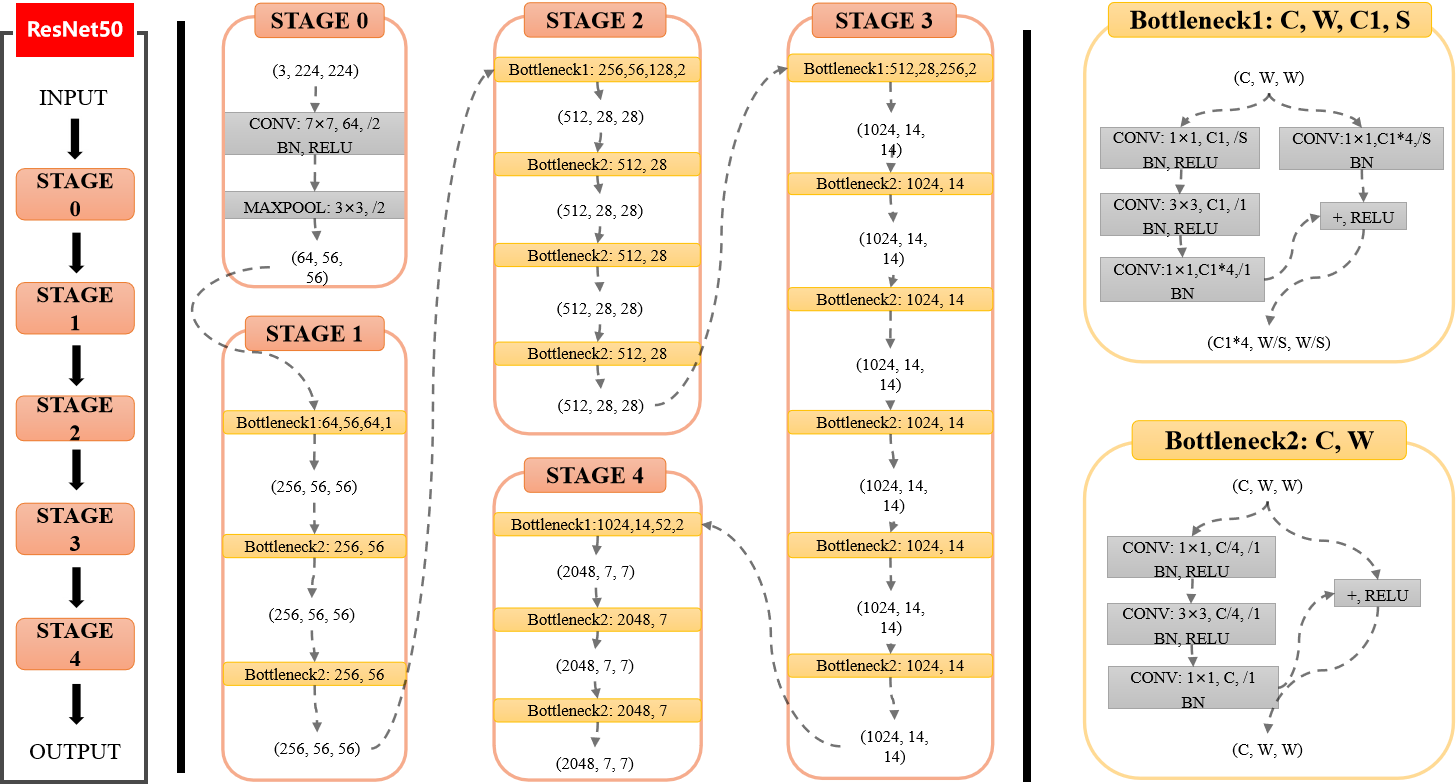 ResNet50
INPUT
STAGE
0
STAGE
1
STAGE
2
STAGE
3
STAGE
4
OUTPUT
STAGE 0
(3, 224, 224)
CONV: 7×7, 64, /2
BN, RELU
MAXPOOL: 3×3, /2
(64, 56,
56)
STAGE 1
Bottleneck1:64,56,64,1
(256, 56, 56)
Bottleneck2: 256, 56
(256, 56, 56)
Bottleneck2: 256, 56
(256, 56, 56)
STAGE 2
Bottleneck1: 256,56,128,2
(512, 28, 28)
Bottleneck2: 512, 28
(512, 28, 28)
Bottleneck2: 512, 28
(512, 28, 28)
Bottleneck2: 512, 28
(512, 28, 28)
STAGE 3
Bottleneck1:512,28,256,2
(1024, 14,
14)
Bottleneck2: 1024, 14
(1024, 14,
14)
Bottleneck2: 1024, 14
(1024, 14,
14)
Bottleneck2: 1024, 14
(1024, 14,
14)
Bottleneck2: 1024, 14
(1024, 14,
14)
Bottleneck2: 1024, 14
(1024, 14,
14)
STAGE 4
Bottleneck1:1024,14,52,2
(2048, 7, 7)
Bottleneck2: 2048, 7
(2048, 7, 7)
Bottleneck2: 2048, 7
(2048, 7, 7)
Bottleneck1: C, W, C1, S
(C, W, W)
CONV: 1×1, C1, /S
BN, RELU
CONV: 3×3, C1, /1
BN, RELU
CONV:1×1,C1*4,/1
BN
CONV:1×1,C1*4,/S
BN
+, RELU
(C1*4, W/S, W/S)
Bottleneck2: C, W
(C, W, W)
CONV: 1×1, C/4, /1
BN, RELU
CONV: 3×3, C/4, /1
BN, RELU
CONV: 1×1, C, /1
BN
+, RELU
(C, W, W)